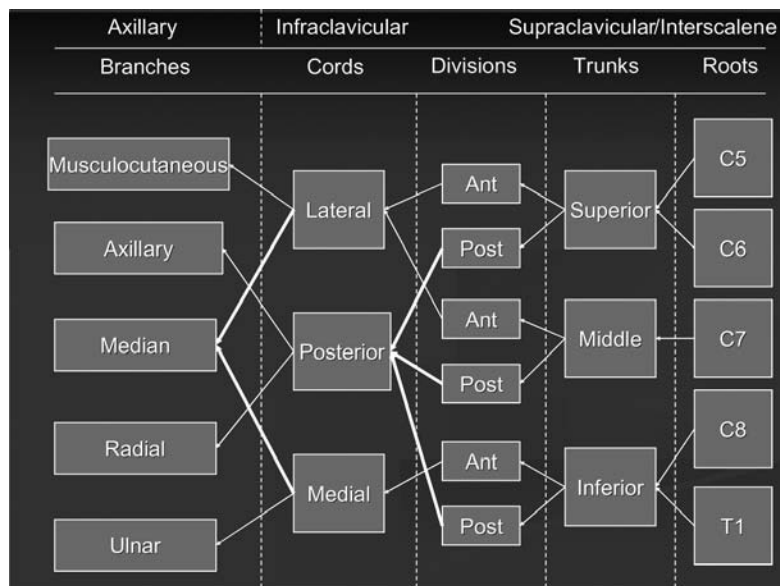 Axillary Infraclavicular Supraclavicular/Interscalene
Branches Cords Divisions Trunks Roots
Musculocutaneous
Axillary
Median
Radial
Ulnar
Lateral
Posterior
Medial
Ant
Post
Ant
Post
Ant
Post
Superior
Middle
Inferior
C5
C6
C7
C8
T1